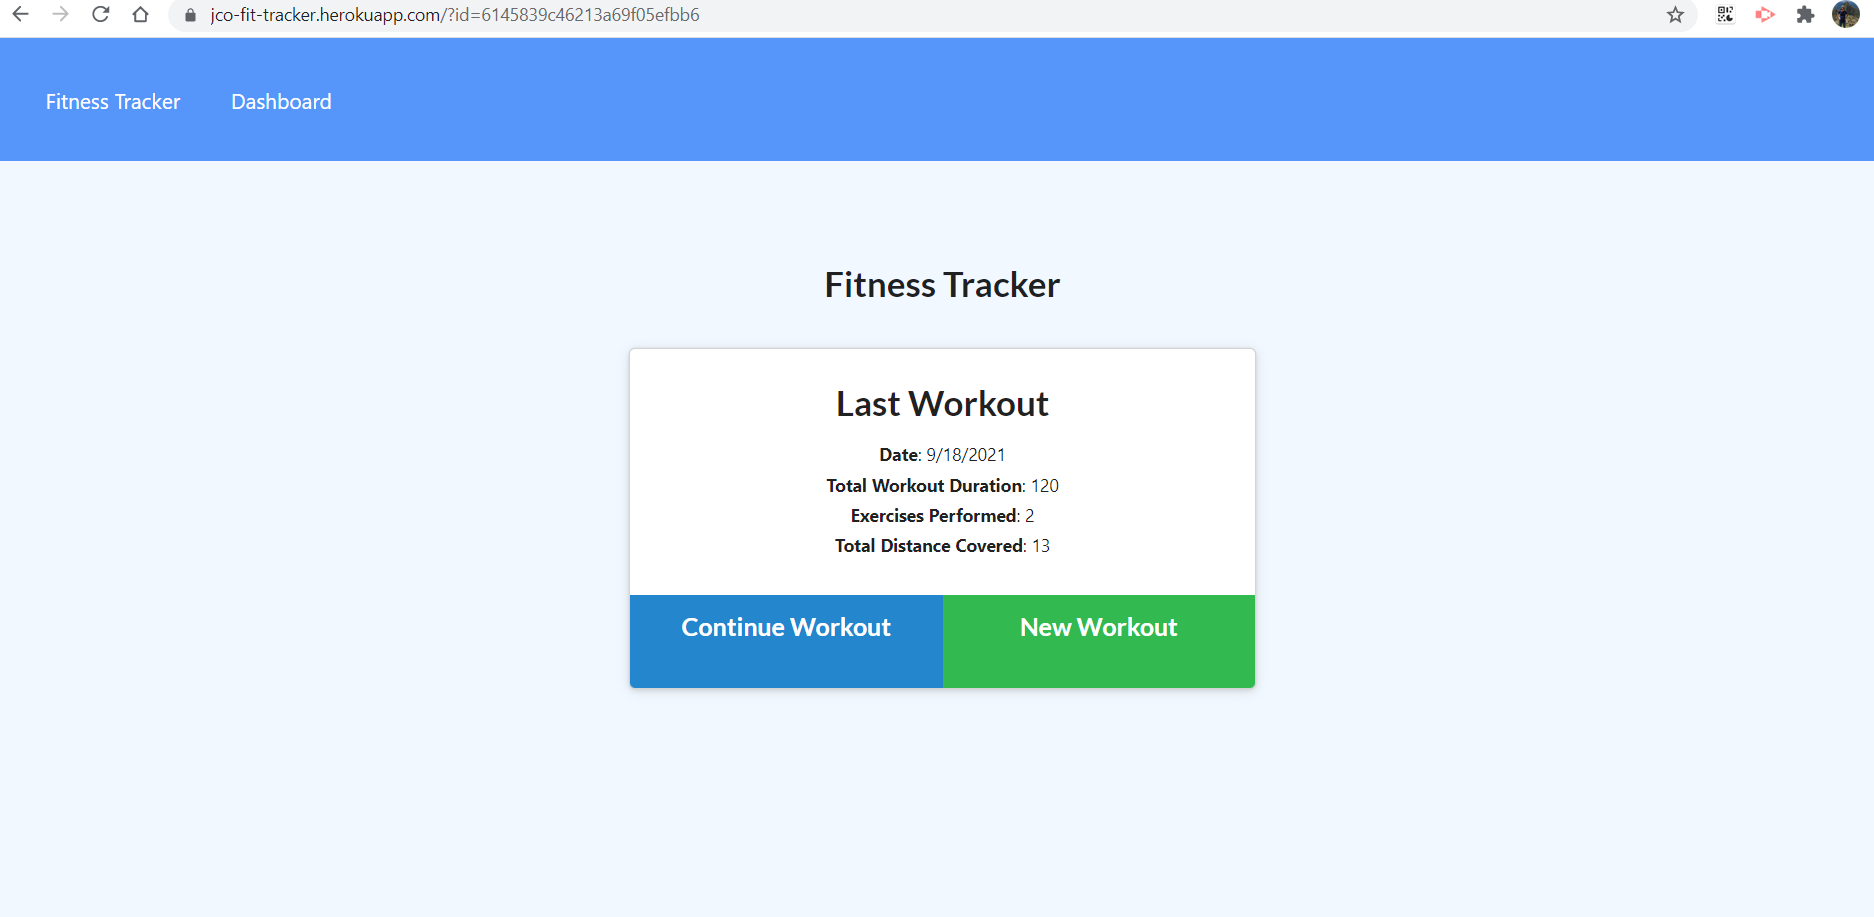 jco-fit-tracker.herokuapp.com/?id=6145839c46213a69f05efbb6
Fitness Tracker Dashboard
Fitness Tracker
Last Workout
Date: 9/18/2021
Total Workout Duration: 120
Exercises Performed: 2
Total Distance Covered: 13
Continue Workout New Workout